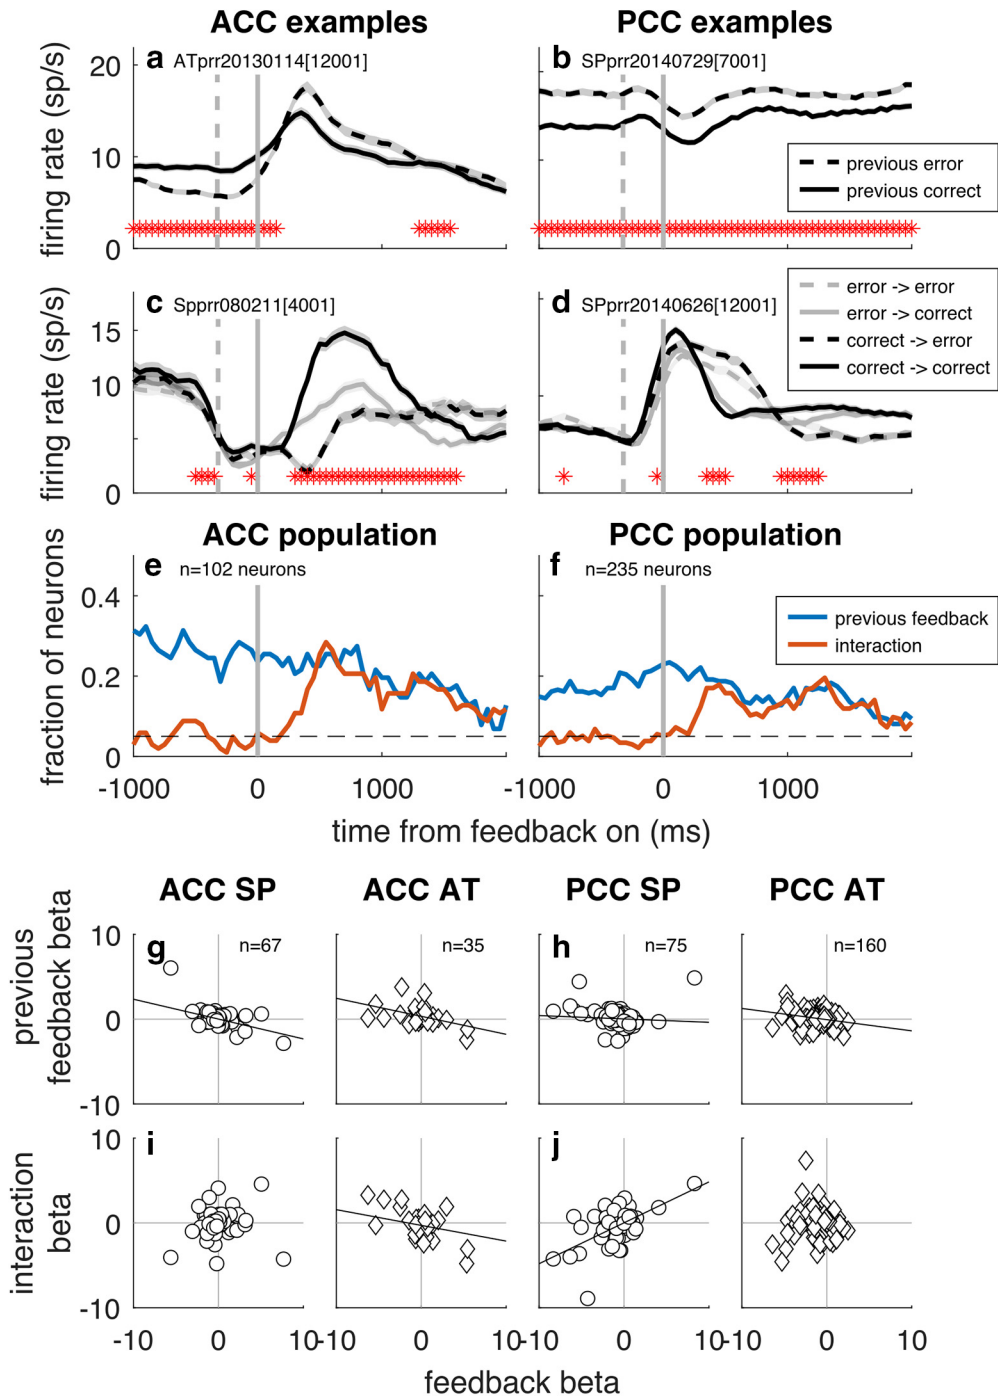 ACC examples
PCC examples
a ATprr20130114[12001]
b SPprr20140729[7001]
firing rate (sp/s)
20
10
0
previous error
previous correct
c Spprr080211[4001]
d SPprr20140626[12001]
firing rate (sp/s)
15
10
5
0
error -> error
error -> correct
correct -> error
correct -> correct
ACC population
PCC population
e n=102 neurons
f n=235 neurons
fraction of neurons
0.4
0.2
0
previous feedback
interaction
-1000 0 1000
-1000 0 1000
time from feedback on (ms)
ACC SP
ACC AT
PCC SP
PCC AT
previous
feedback beta
10
0
-10
g n=67
n=35
h n=75
n=160
interaction
beta
10
0
-10
i
j
-10 0 10
0
0
-10 0 10
feedback beta